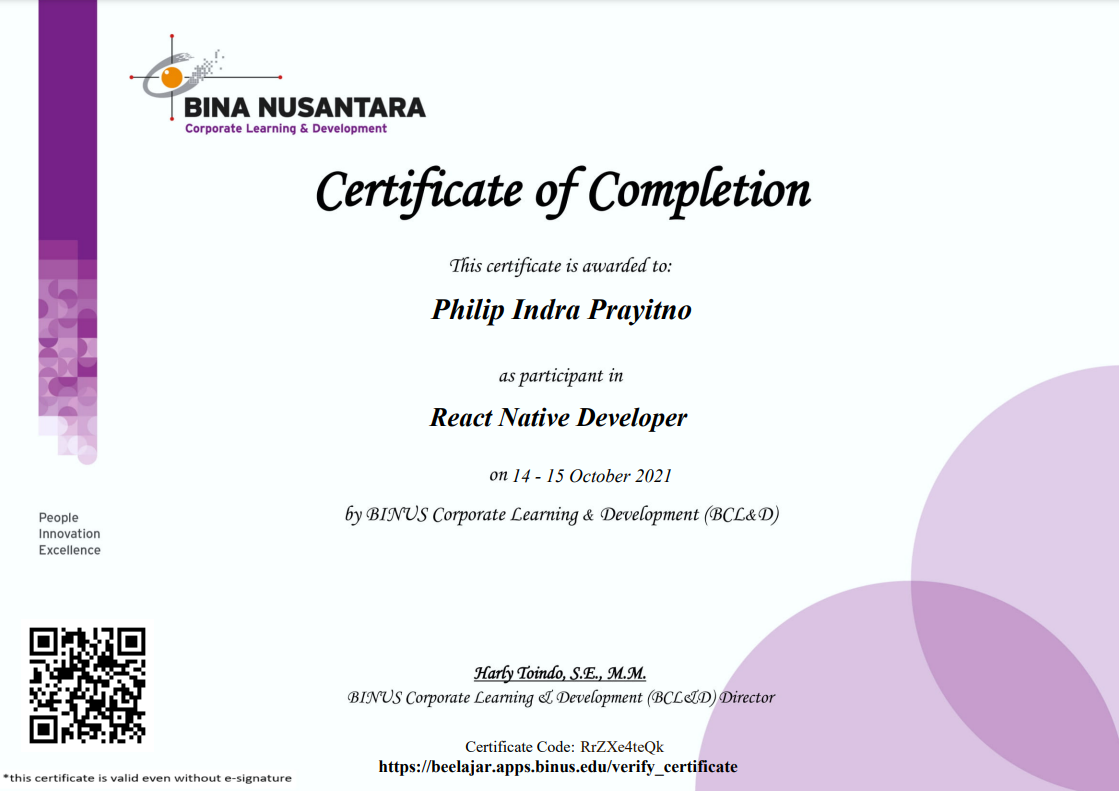 BINA NUSANTARA
Corporate Learning & Development
Certificate of Completion
This certificate is awarded to:
Philip Indra Prayitno
as participant in
React Native Developer
on 14 - 15 October 2021
by BINUS Corporate Learning & Development (BCL&D)
People
Innovation
Excellence
Harly Toindo, S.E., M.M.
BINUS Corporate Learning & Development (BCL&D) Director
Certificate Code: RrZXe4teQk
https://beelajar.apps.binus.edu/verify_certificate
*this certificate is valid even without e-signature